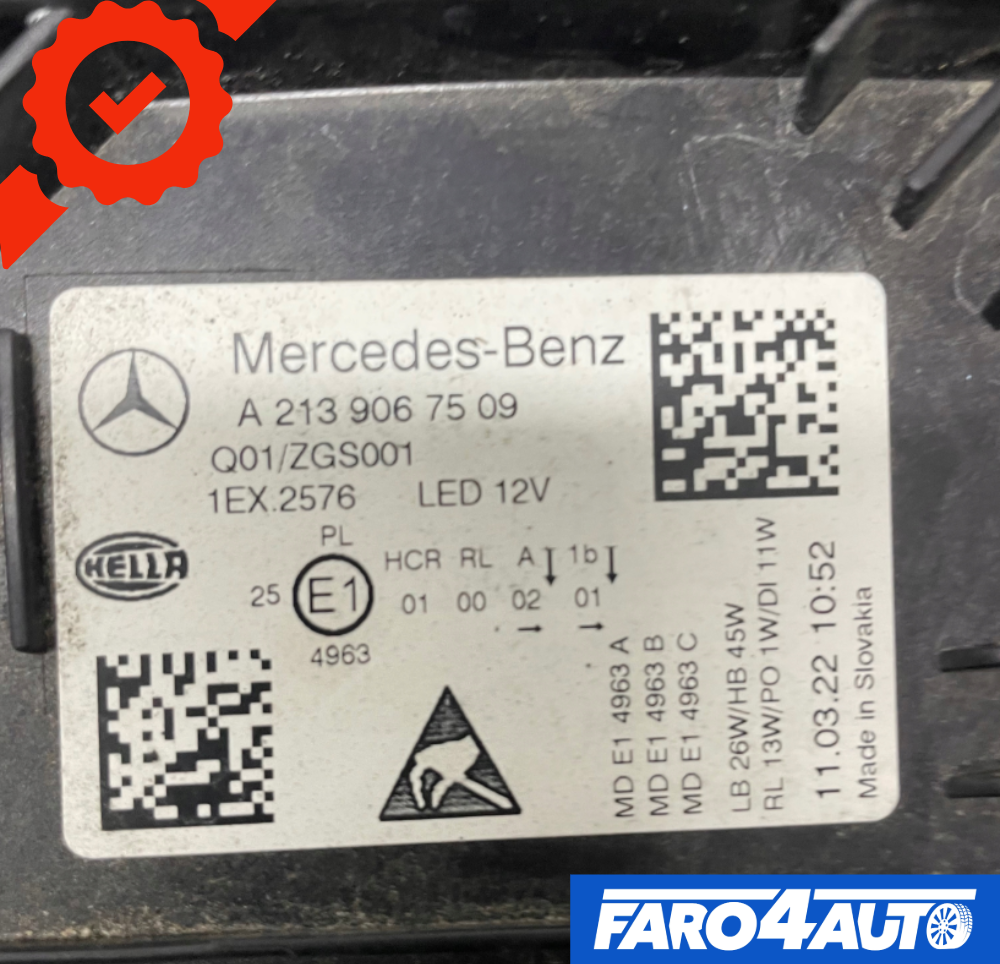 Mercedes-Benz
A 213 906 75 09
Q01/ZGS001
1EX.2576 LED 12V
HELLA
PL
HCR RL A 1b
25 E1 01 00 02 01
4963
MD E1 4963 A
MD E1 4963 B
MD E1 4963 C
LB 26W/HB 45W
RL 13W/PO 1W/DI 11W
11.03.22 10:52
Made in Slovakia
FARO4AUTO